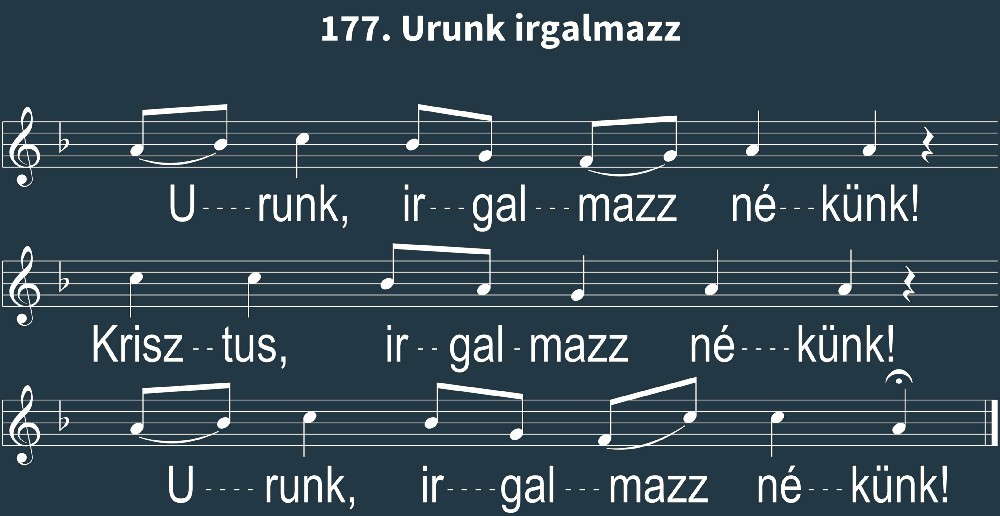 177. Urunk irgalmazz
U----runk, ir---gal---mazz né---künk!
Krisz--tus, ir--gal-mazz né----künk!
U----runk, ir----gal---mazz né---künk!